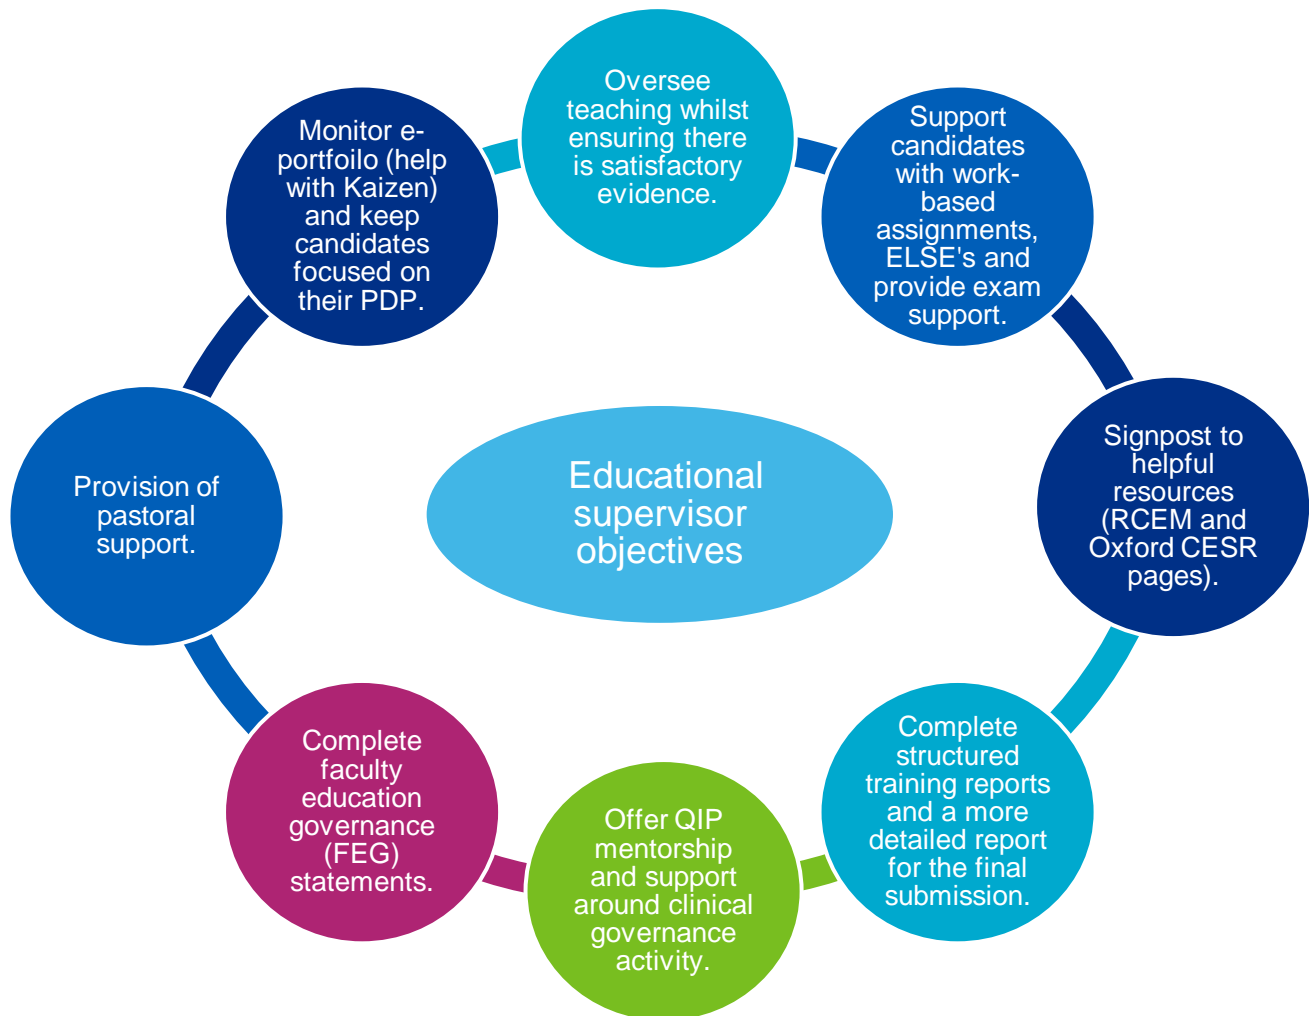 Oversee
teaching whilst
ensuring there
is satisfactory
evidence.
Support
candidates
with work-
based
assignments,
ELSE's and
provide exam
support.
Signpost to
helpful
resources
(RCEM and
Oxford CESR
pages).
Complete
structured
training reports
and a more
detailed report
for the final
submission.
Offer QIP
mentorship
and support
around clinical
governance
activity.
Complete
faculty
education
governance
(FEG)
statements.
Provision of
pastoral
support.
Monitor e-
portfoilo (help
with Kaizen)
and keep
candidates
focused on
their PDP.
Educational
supervisor
objectives